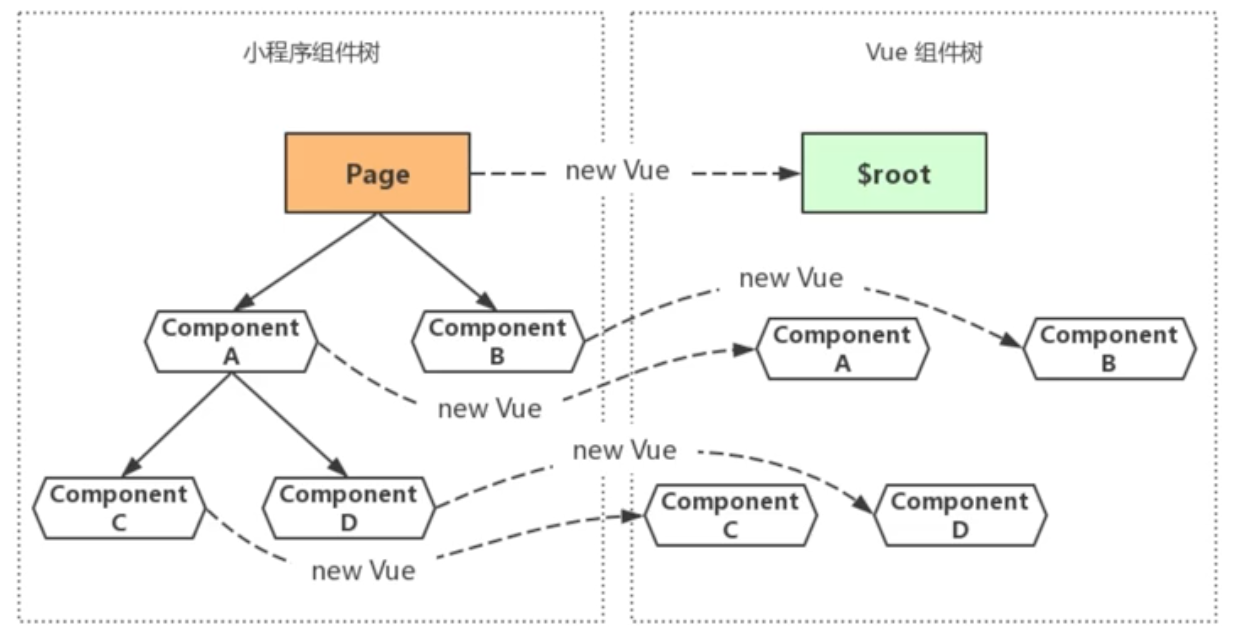 小程序组件树
Vue 组件树
Page
new Vue
$root
new Vue
Component
A
Component
B
Component
A
Component
B
new Vue
new Vue
Component
C
Component
D
Component
C
Component
D
new Vue